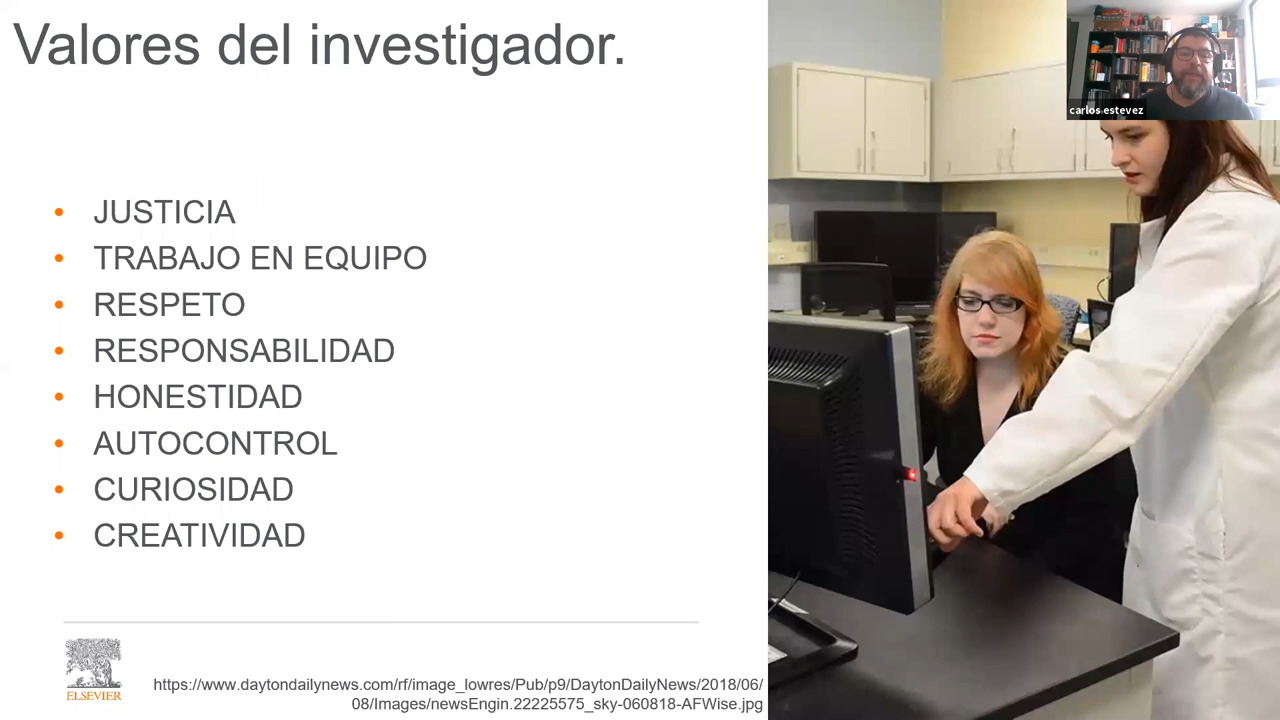 Valores del investigador.
carlos estevez
• JUSTICIA
• TRABAJO EN EQUIPO
• RESPETO
• RESPONSABILIDAD
• HONESTIDAD
• AUTOCONTROL
• CURIOSIDAD
• CREATIVIDAD
ELSEVIER
https://www.daytondailynews.com/rf/image_lowres/Pub/p9/DaytonDailyNews/2018/06/
08/Images/newsEngin.22225575_sky-060818-AFWise.jpg